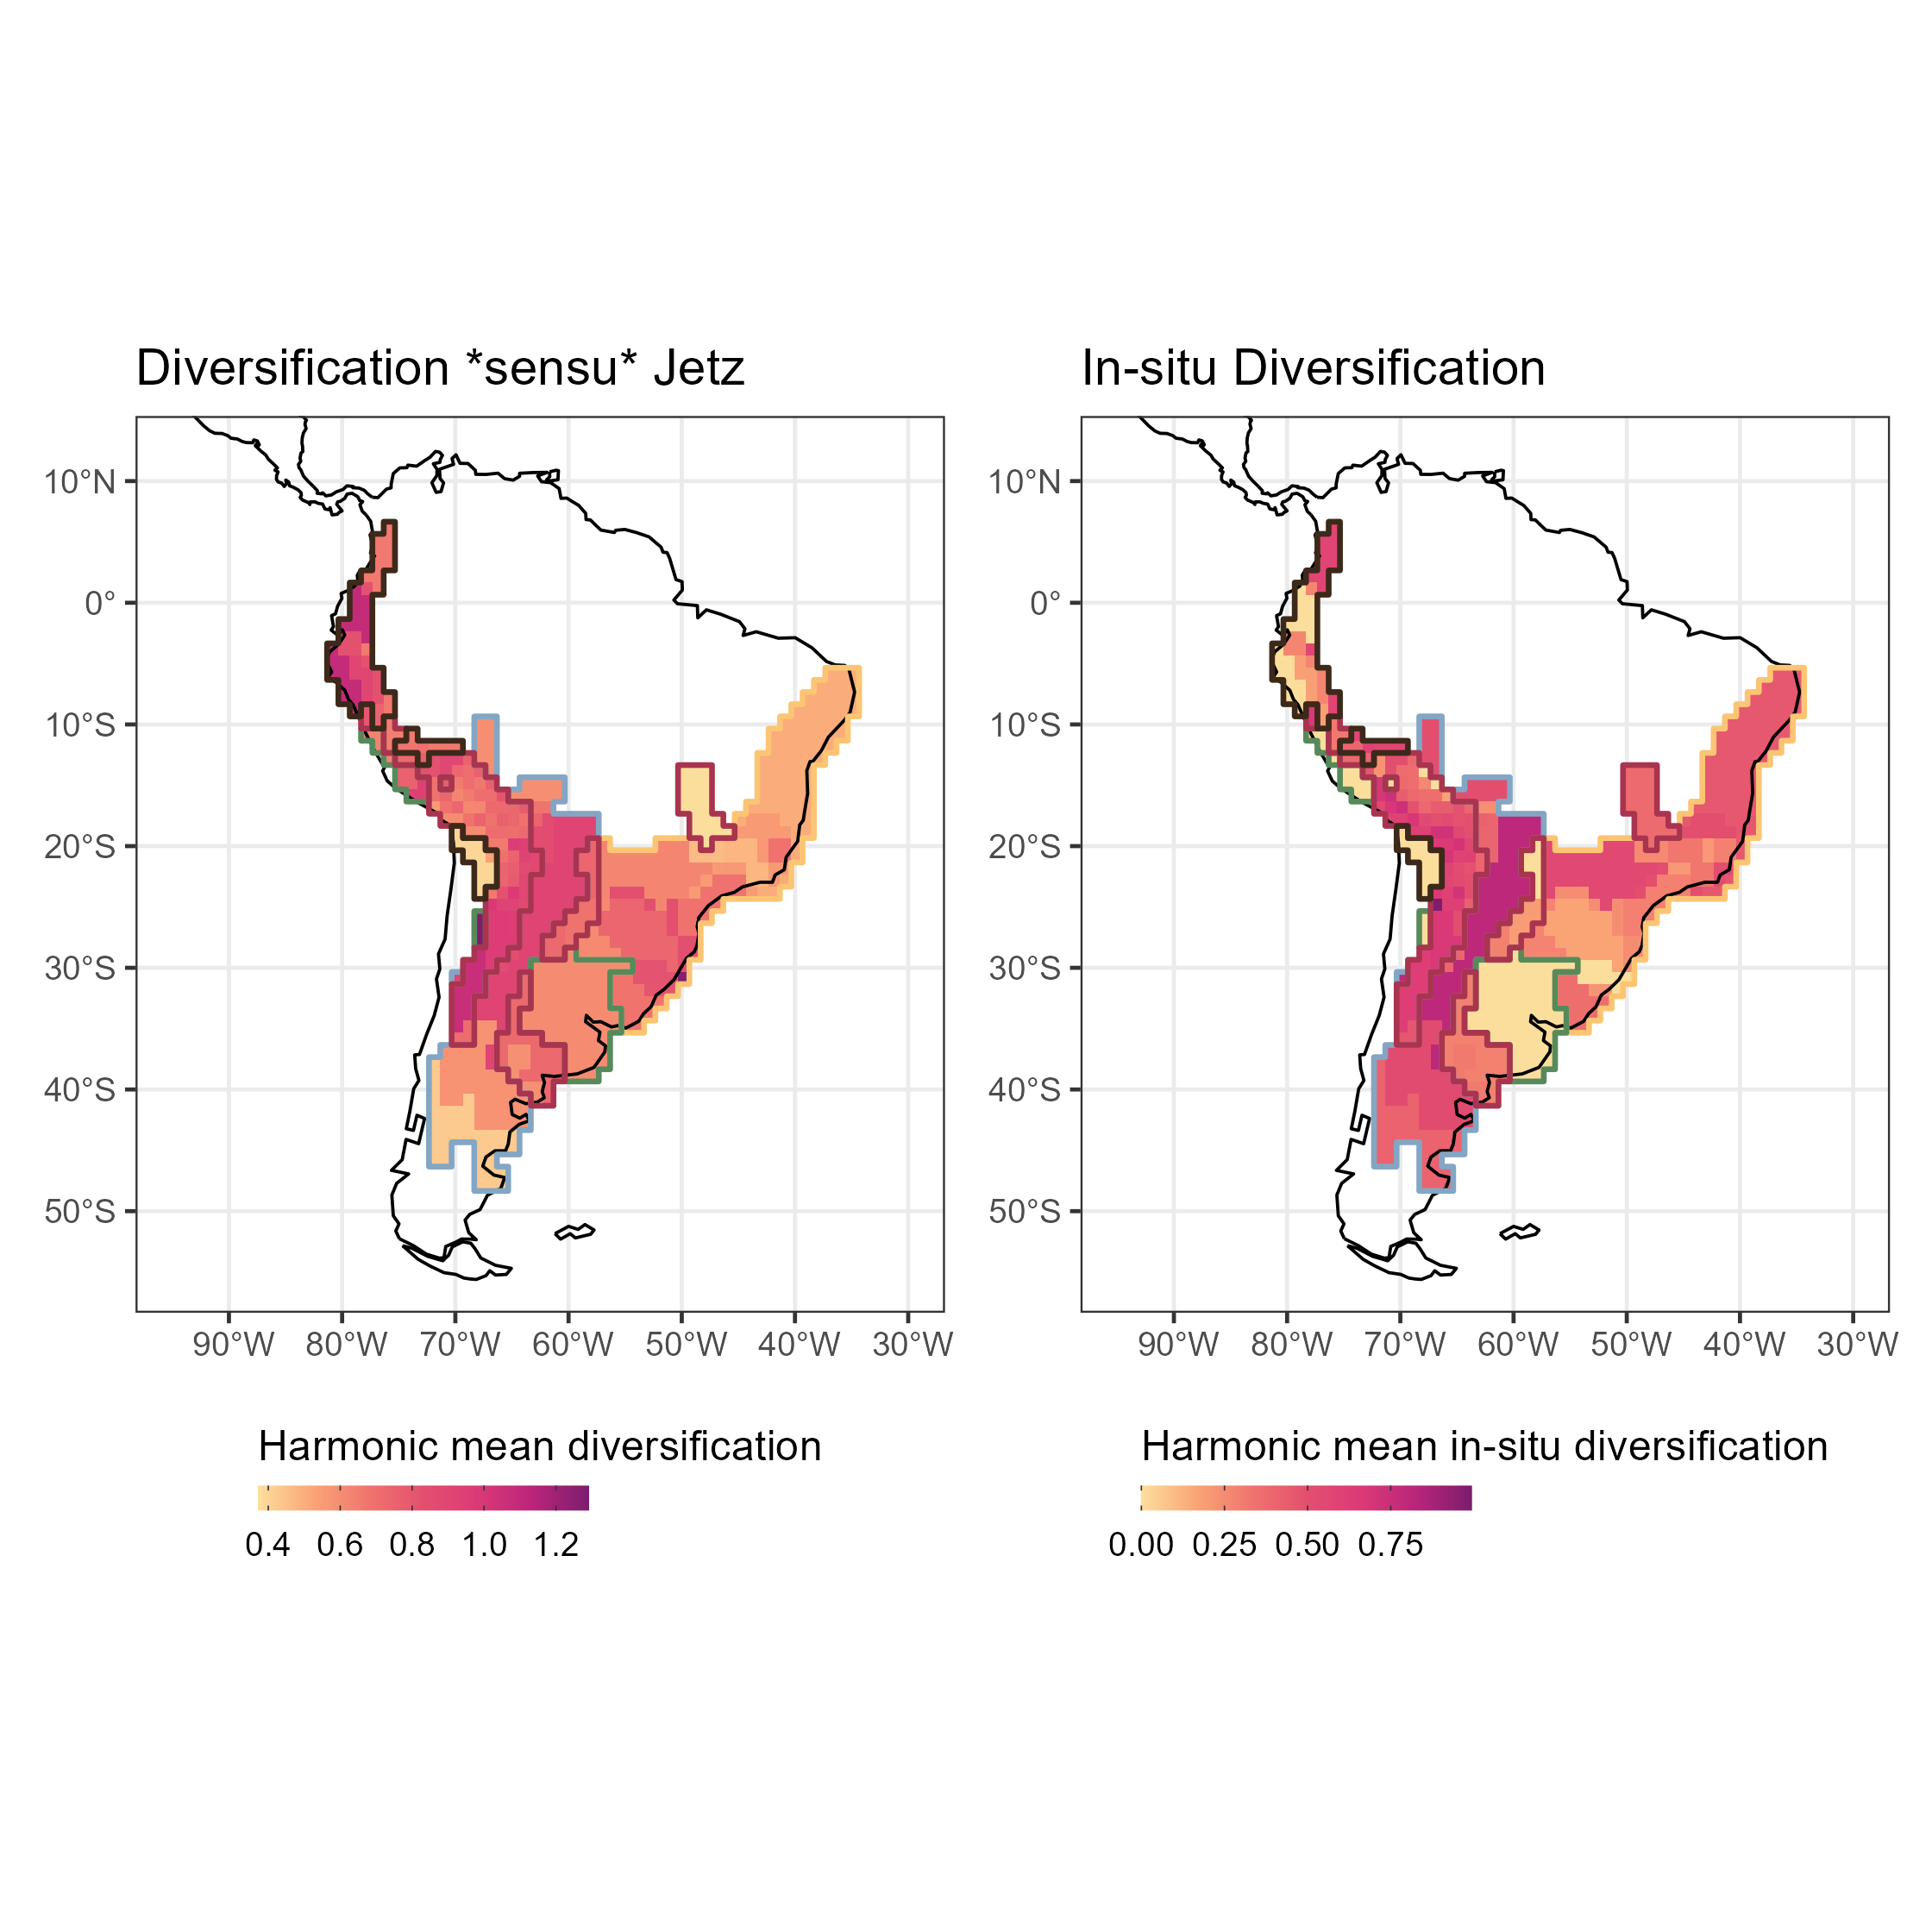 Diversification *sensu* Jetz
In-situ Diversification
10°N
0°
10°S
20°S
30°S
40°S
50°S
90°W 80°W 70°W 60°W 50°W 40°W 30°W
10°N
0°
10°S
20°S
30°S
40°S
50°S
90°W 80°W 70°W 60°W 50°W 40°W 30°W
Harmonic mean diversification
0.4 0.6 0.8 1.0 1.2
Harmonic mean in-situ diversification
0.00 0.25 0.50 0.75